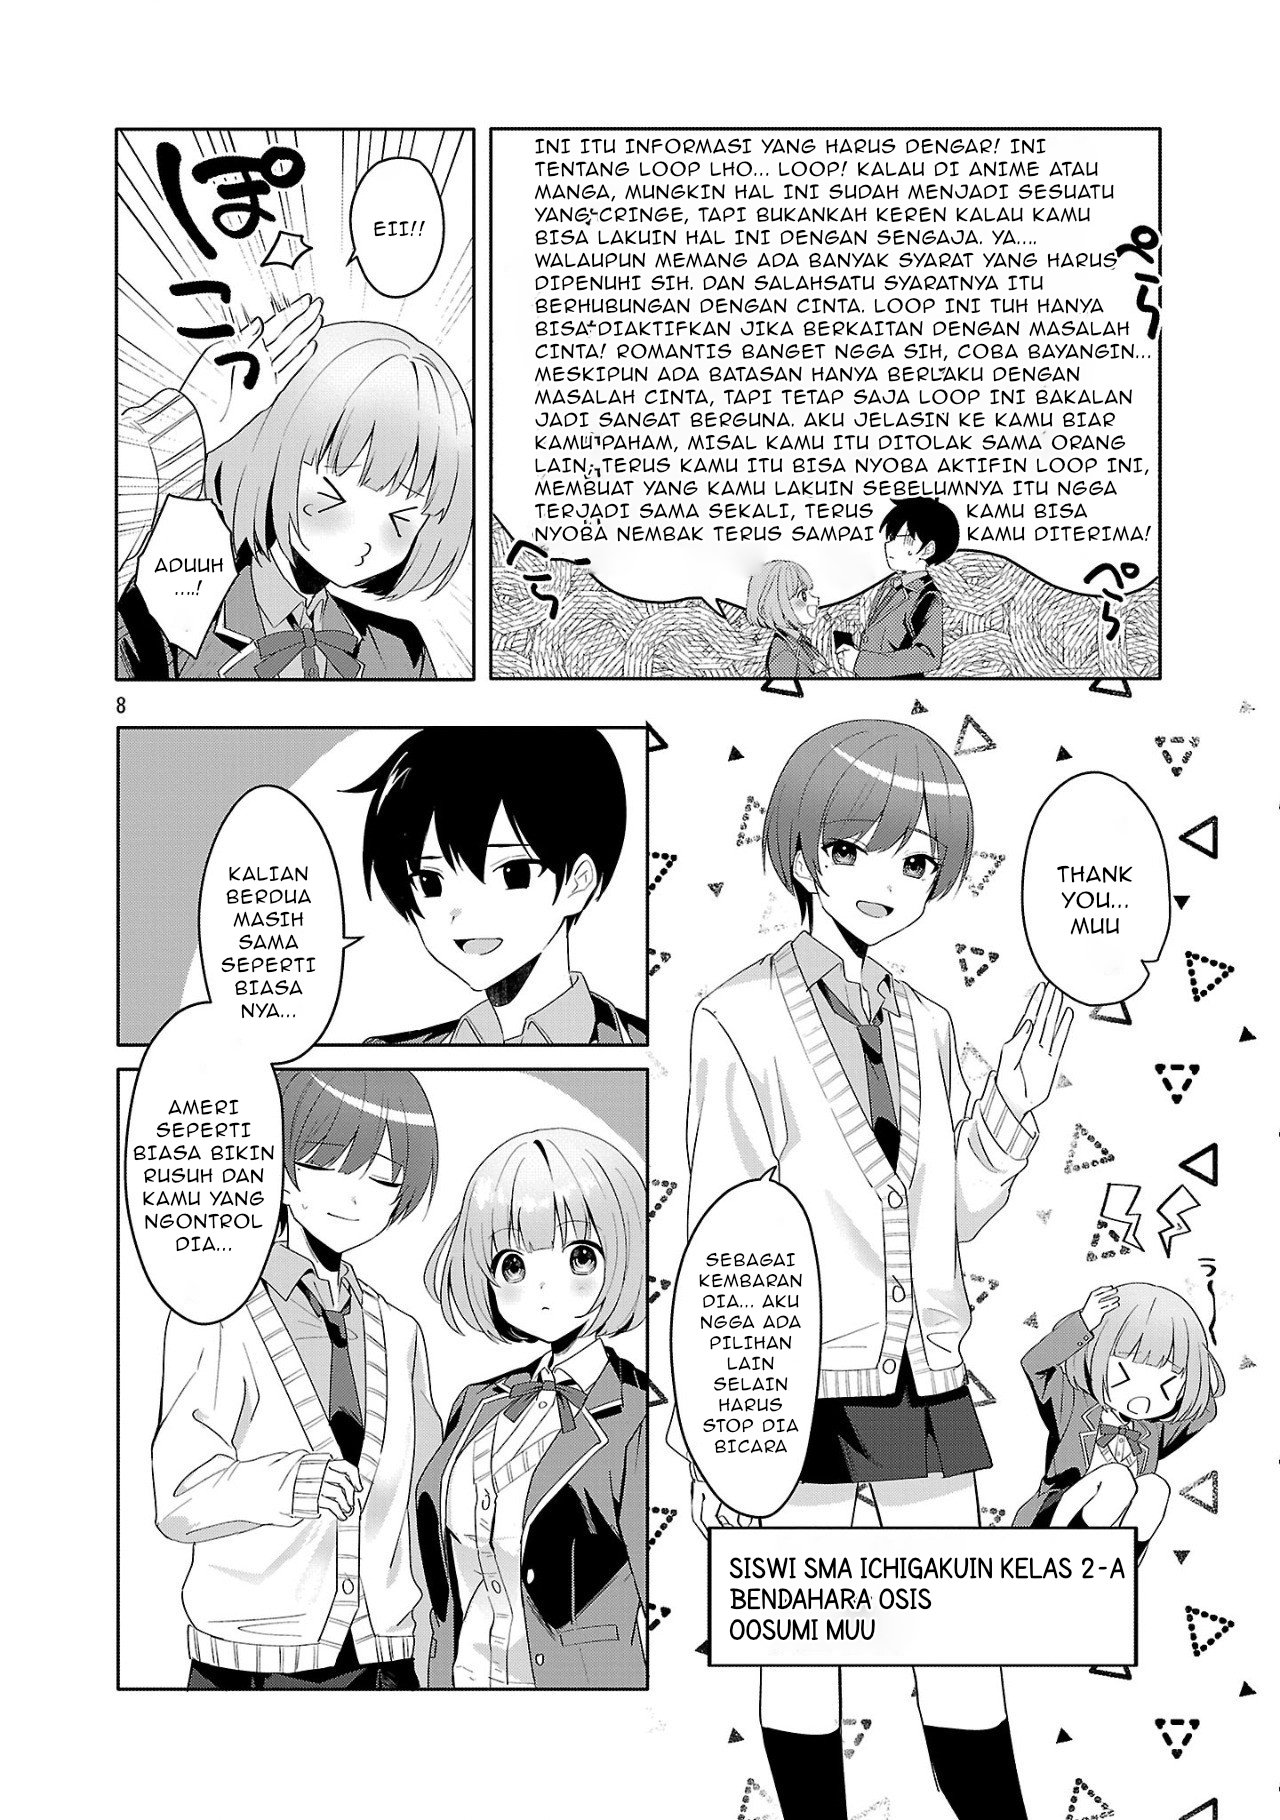 INI ITU INFORMASI YANG HARUS DENGAR! INI
TENTANG LOOP LHO... LOOP! KALAU DI ANIME ATAU
MANGA, MUNGKIN HAL INI SUDAH MENJADI SESUATU
YANG CRINGE, TAPI BUKANKAH KEREN KALAU KAMU
BISA LAKUIN HAL INI DENGAN SENGAJA. YA....
WALAUPUN MEMANG ADA BANYAK SYARAT YANG HARUS
DIPENUHI SIH. DAN SALAHSATU SYARATNYA ITU
BERHUBUNGAN DENGAN CINTA. LOOP INI TUH HANYA
BISA DIAKTIFKAN JIKA BERKAITAN DENGAN MASALAH
CINTA! ROMANTIS BANGET NGGA SIH, COBA BAYANGIN...
MESKIPUN ADA BATASAN HANYA BERLAKU DENGAN
MASALAH CINTA, TAPI TETAP SAJA LOOP INI BAKALAN
JADI SANGAT BERGUNA. AKU JELASIN KE KAMU BIAR
KAMU PAHAM, MISAL KAMU ITU DITOLAK SAMA ORANG
LAIN, TERUS KAMU ITU BISA NYOBA AKTIFIN LOOP INI,
MEMBUAT YANG KAMU LAKUIN SEBELUMNYA ITU NGGA
TERJADI SAMA SEKALI, TERUS KAMU BISA
NYOBA NEMBAK TERUS SAMPAI KAMU DITERIMA!
ぺら
ぺら
ぺら
EII!!
ぽこっ
ADUUH
....!
8
THANK
YOU...
MUU
SEBAGAI
KEMBARAN
DIA... AKU
NGGA ADA
PILIHAN
LAIN
SELAIN
HARUS
STOP DIA
BICARA
SISWI SMA ICHIGAKUIN KELAS 2-A
BENDAHARA OSIS
OOSUMI MUU
KALIAN
BERDUA
MASIH
SAMA
SEPERTI
BIASA
NYA...
AMERI
SEPERTI
BIASA BIKIN
RUSUH DAN
KAMU YANG
NGONTROL
DIA...